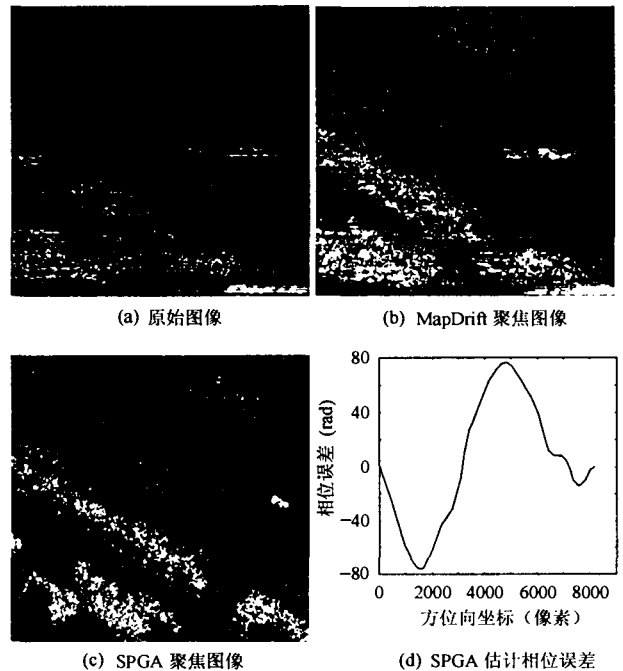 (a) 原始图像
(b) MapDrift 聚焦图像
80
40
0
−40
−80
相位误差 (rad)
0 2000 4000 6000 8000
方位向坐标（像素）
(c) SPGA 聚焦图像
(d) SPGA 估计相位误差